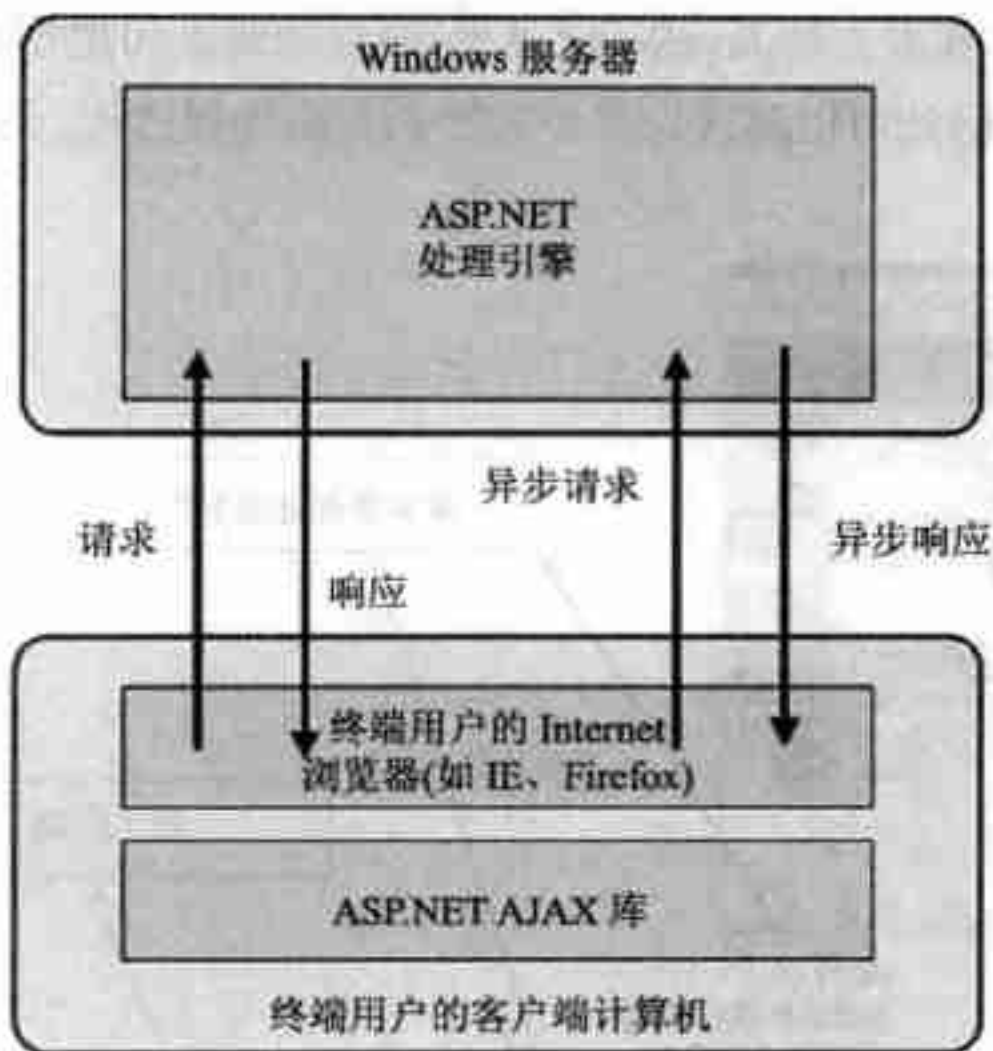 Windows 服务器
ASP.NET
处理引擎
异步请求
请求
异步响应
响应
终端用户的 Internet
浏览器(如 IE、Firefox)
ASP.NET AJAX 库
终端用户的客户端计算机